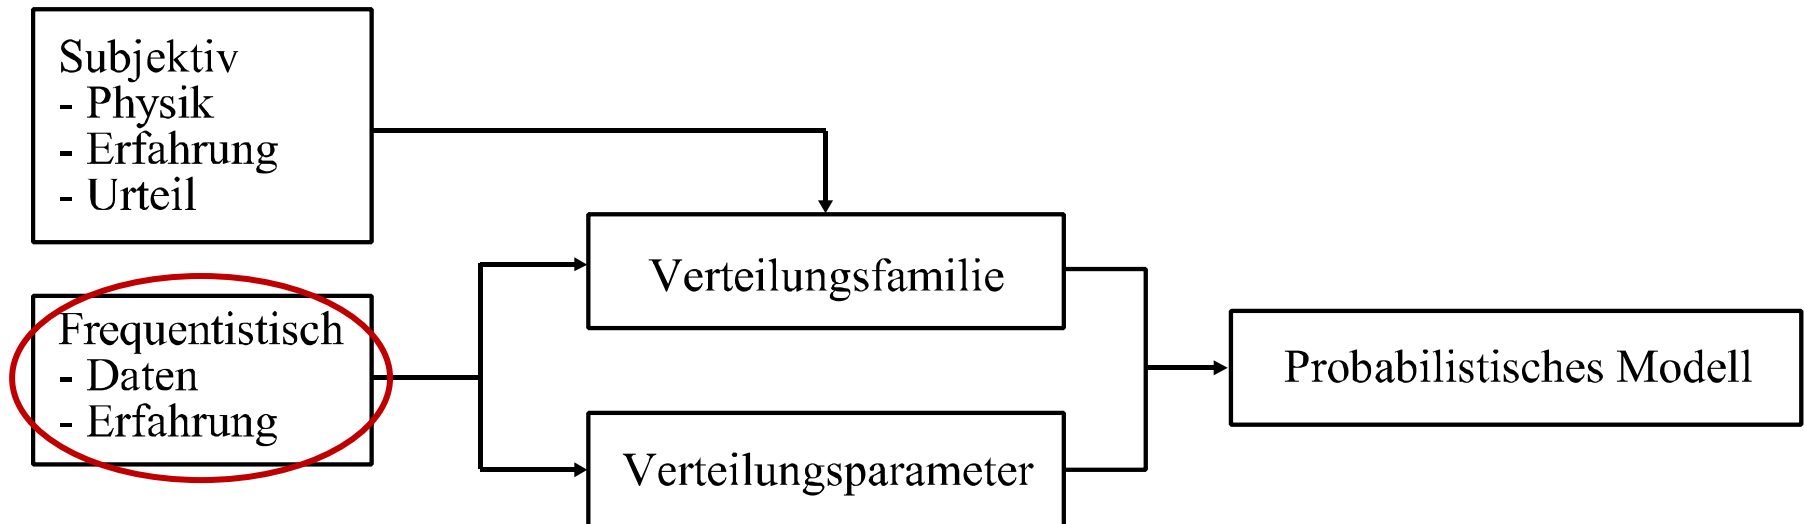 Subjektiv
- Physik
- Erfahrung
- Urteil
Verteilungsfamilie
Frequentistisch
- Daten
- Erfahrung
Probabilistisches Modell
Verteilungsparameter